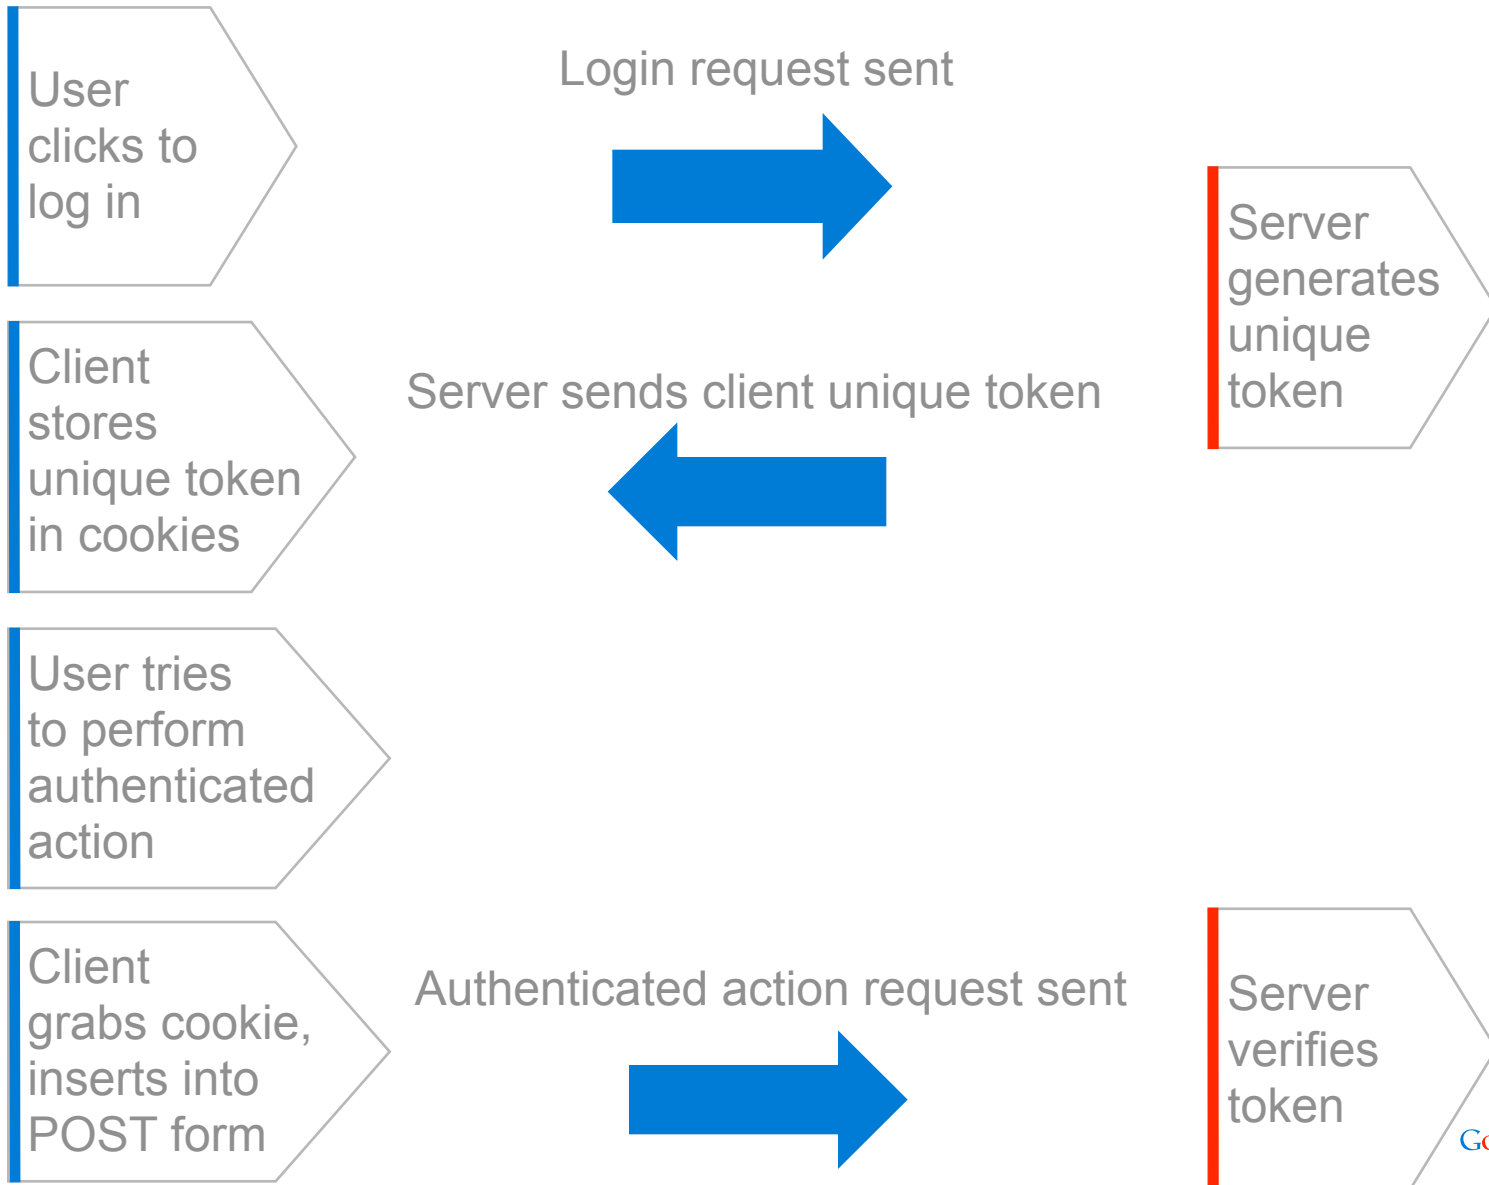 User
clicks to
log in
Login request sent
Server
generates
unique
token
Client
stores
unique token
in cookies
Server sends client unique token
User tries
to perform
authenticated
action
Client
grabs cookie,
inserts into
POST form
Authenticated action request sent
Server
verifies
token